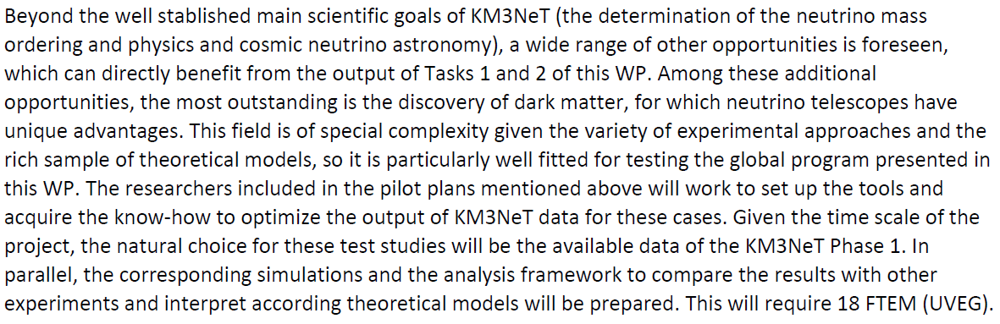 Beyond the well stablished main scientific goals of KM3NeT (the determination of the neutrino mass
ordering and physics and cosmic neutrino astronomy), a wide range of other opportunities is foreseen,
which can directly benefit from the output of Tasks 1 and 2 of this WP. Among these additional
opportunities, the most outstanding is the discovery of dark matter, for which neutrino telescopes have
unique advantages. This field is of special complexity given the variety of experimental approaches and the
rich sample of theoretical models, so it is particularly well fitted for testing the global program presented in
this WP. The researchers included in the pilot plans mentioned above will work to set up the tools and
acquire the know-how to optimize the output of KM3NeT data for these cases. Given the time scale of the
project, the natural choice for these test studies will be the available data of the KM3NeT Phase 1. In
parallel, the corresponding simulations and the analysis framework to compare the results with other
experiments and interpret according theoretical models will be prepared. This will require 18 FTEM (UVEG).